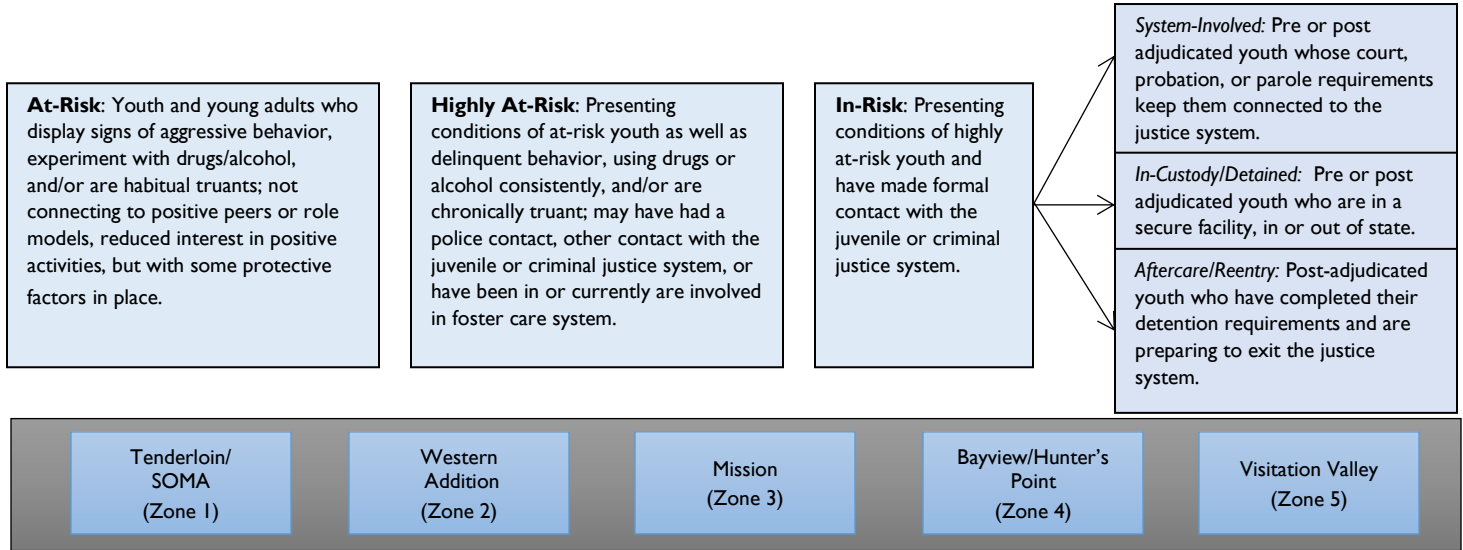 At-Risk: Youth and young adults who
display signs of aggressive behavior,
experiment with drugs/alcohol,
and/or are habitual truants; not
connecting to positive peers or role
models, reduced interest in positive
activities, but with some protective
factors in place.
Highly At-Risk: Presenting
conditions of at-risk youth as well as
delinquent behavior, using drugs or
alcohol consistently, and/or are
chronically truant; may have had a
police contact, other contact with the
juvenile or criminal justice system, or
have been in or currently are involved
in foster care system.
In-Risk: Presenting
conditions of highly
at-risk youth and
have made formal
contact with the
juvenile or criminal
justice system.
System-Involved: Pre or post
adjudicated youth whose court,
probation, or parole requirements
keep them connected to the
justice system.
In-Custody/Detained: Pre or post
adjudicated youth who are in a
secure facility, in or out of state.
Aftercare/Reentry: Post-adjudicated
youth who have completed their
detention requirements and are
preparing to exit the justice
system.
Tenderloin/
SOMA
(Zone 1)
Western
Addition
(Zone 2)
Mission
(Zone 3)
Bayview/Hunter's
Point
(Zone 4)
Visitation Valley
(Zone 5)